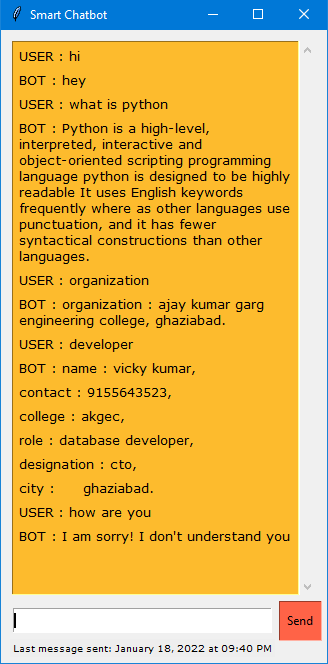 Smart Chatbot
USER : hi
BOT : hey
USER : what is python
BOT : Python is a high-level,
interpreted, interactive and
object-oriented scripting programming
language python is designed to be highly
readable It uses English keywords
frequently where as other languages use
punctuation, and it has fewer
syntactical constructions than other
languages.
USER : organization
BOT : organization : ajay kumar garg
engineering college, ghaziabad.
USER : developer
BOT : name : vicky kumar,
contact : 9155643523,
college : akgec,
role : database developer,
designation : cto,
city :      ghaziabad.
USER : how are you
BOT : I am sorry! I don't understand you
Send
Last message sent: January 18, 2022 at 09:40 PM